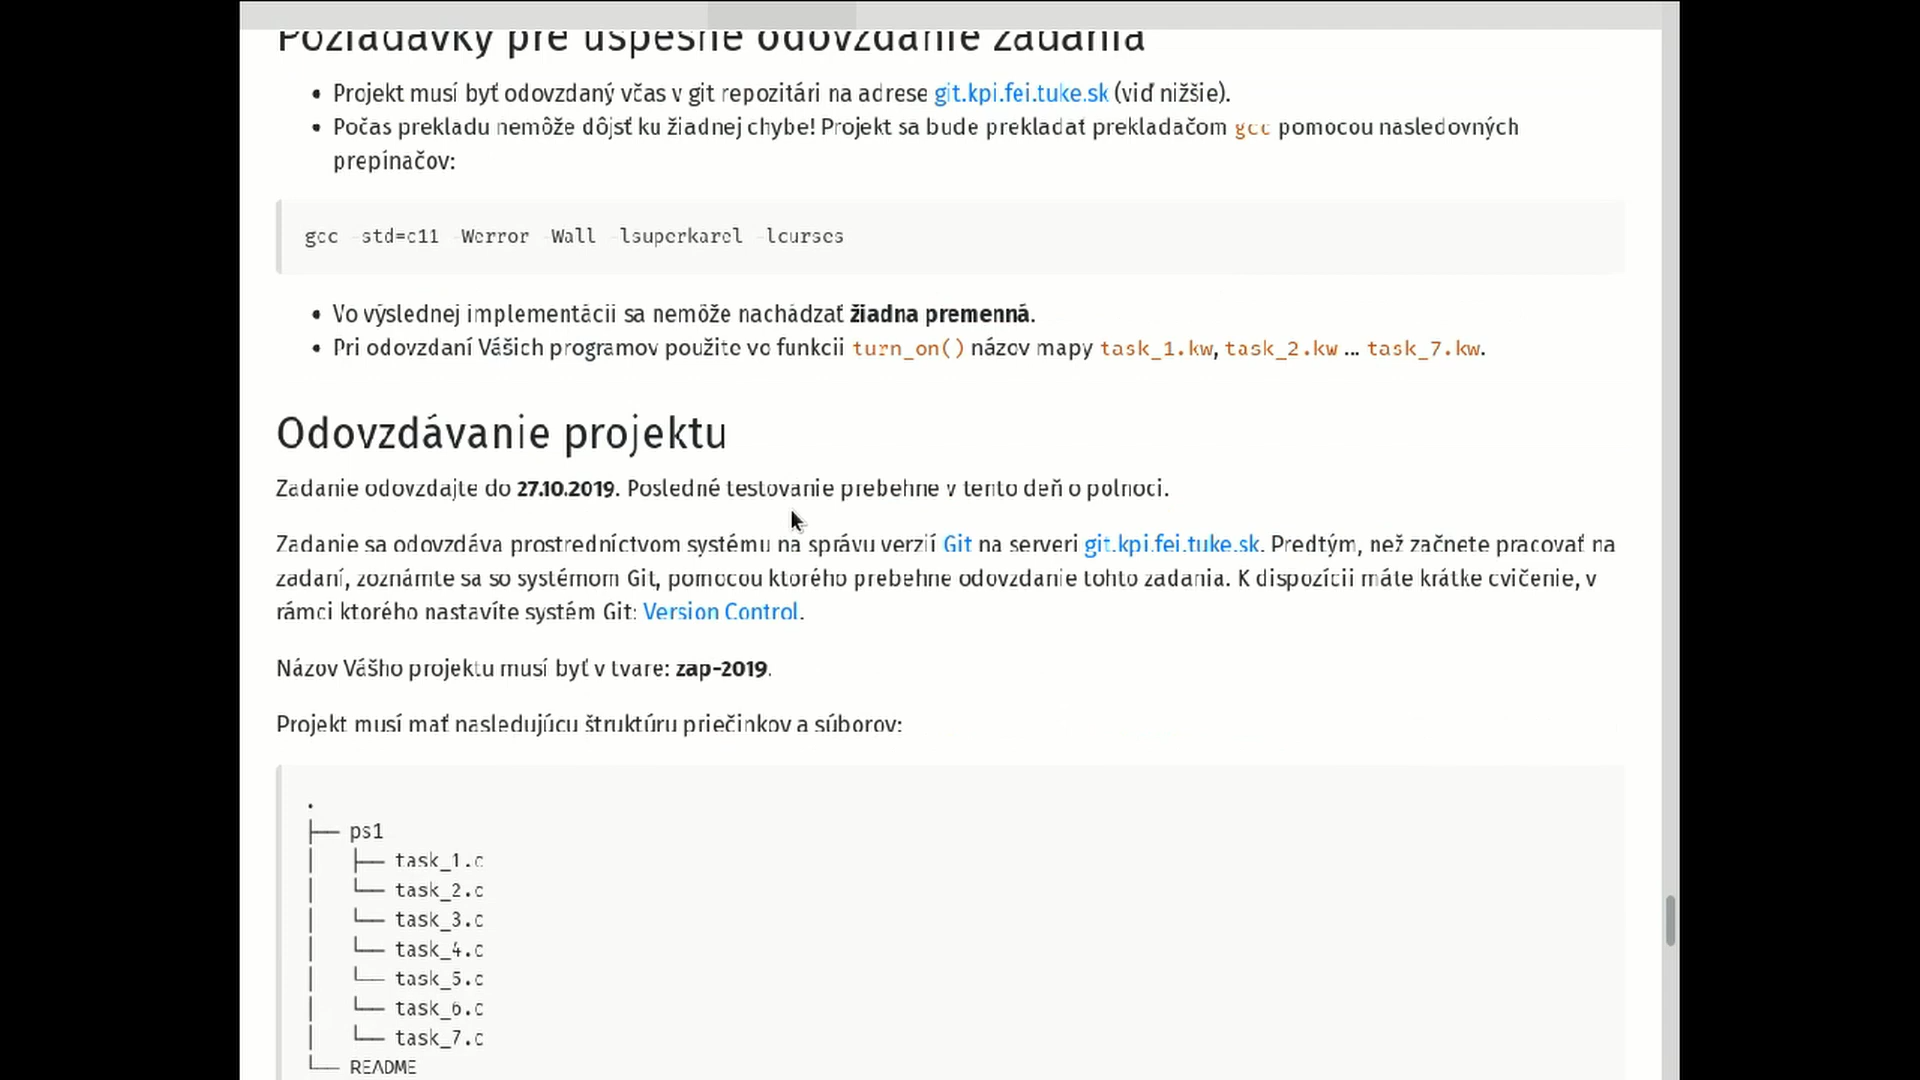 Požiadavky pre úspešné odovzdanie zadania
• Projekt musí byť odovzdaný včas v git repozitári na adrese git.kpi.fei.tuke.sk (viď nižšie).
• Počas prekladu nemôže dôjsť ku žiadnej chybe! Projekt sa bude prekladať prekladačom gcc pomocou nasledovných
prepínačov:
gcc -std=c11 -Werror -Wall -lsuperkarel -lcurses
• Vo výslednej implementácii sa nemôže nachádzať žiadna premenná.
• Pri odovzdaní Vášich programov použite vo funkcii turn_on() názov mapy task_1.kw, task_2.kw ... task_7.kw.
Odovzdávanie projektu
Zadanie odovzdajte do 27.10.2019. Posledné testovanie prebehne v tento deň o polnoci.
Zadanie sa odovzdáva prostredníctvom systému na správu verzií Git na serveri git.kpi.fei.tuke.sk. Predtým, než začnete pracovať na
zadaní, zoznámte sa so systémom Git, pomocou ktorého prebehne odovzdanie tohto zadania. K dispozícii máte krátke cvičenie, v
rámci ktorého nastavíte systém Git: Version Control.
Názov Vášho projektu musí byť v tvare: zap-2019.
Projekt musí mať nasledujúcu štruktúru priečinkov a súborov:
.
├── ps1
│   ├── task_1.c
│   └── task_2.c
│   └── task_3.c
│   └── task_4.c
│   └── task_5.c
│   └── task_6.c
│   └── task_7.c
└── README